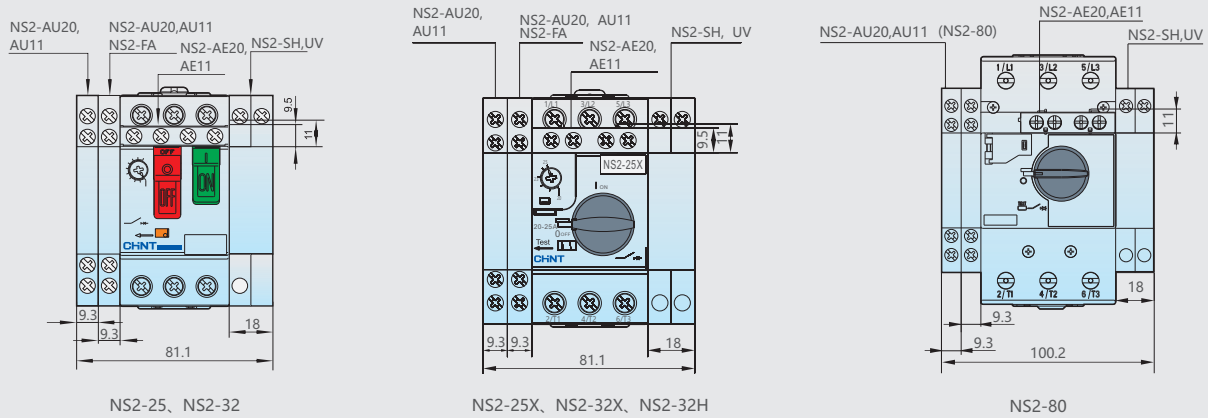 NS2-AU20,
AU11
NS2-AU20,AU11
NS2-FA
NS2-AE20,
AE11
NS2-SH,UV
9.5
11
OFF
OFF
I
ON
CHNT
9.3
9.3
18
81.1
NS2-25、NS2-32
NS2-AU20,
AU11
NS2-AU20, AU11
NS2-FA
NS2-AE20,
AE11
NS2-SH, UV
1/L1 3/L2 5/L3
9.5
11
NS2-25X
I ON
20-25A
0 OFF
Test
CHNT
2/T1 4/T2 6/T3
9.3
9.3
18
81.1
NS2-25X、NS2-32X、NS2-32H
NS2-AE20,AE11
NS2-AU20,AU11 (NS2-80)
NS2-SH,UV
1/L1 3/L2 5/L3
11
2/T1 4/T2 6/T3
18
9.3
9.3
100.2
NS2-80